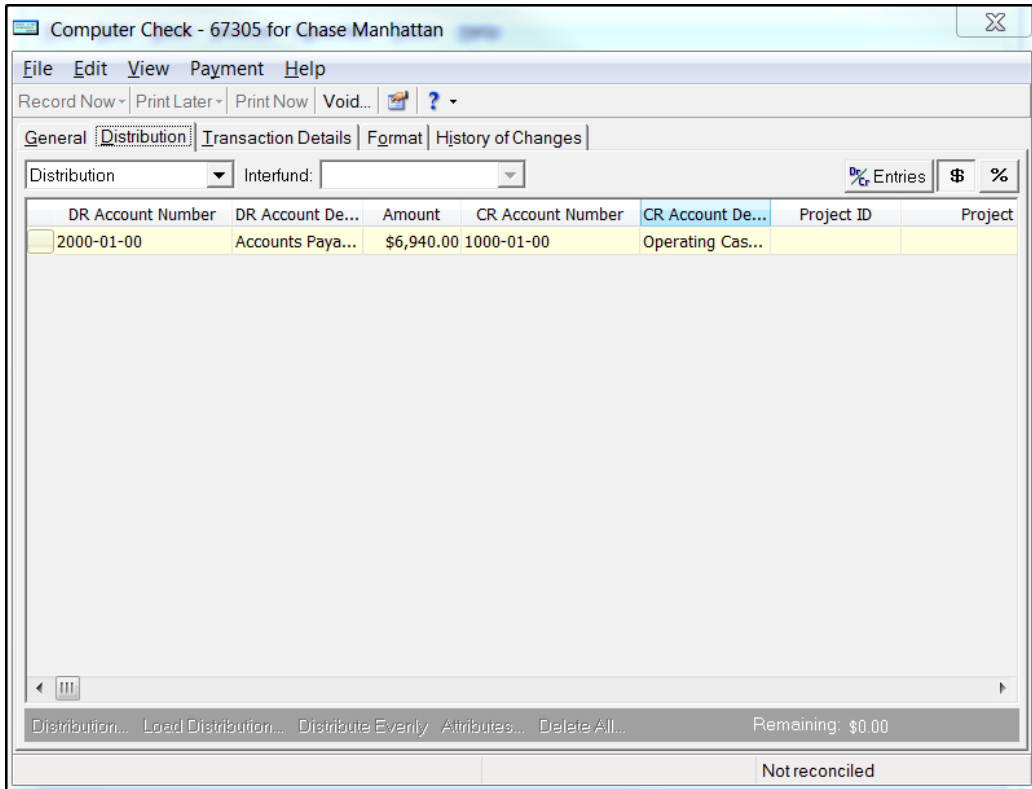 Computer Check - 67305 for Chase Manhattan
File Edit View Payment Help
Record Now Print Later Print Now Void... ?
General Distribution Transaction Details Format History of Changes
Distribution Interfund: Dr/Cr Entries $ %
DR Account Number DR Account De... Amount CR Account Number CR Account De... Project ID Project
2000-01-00 Accounts Paya... $6,940.00 1000-01-00 Operating Cas...
Distribution... Load Distribution... Distribute Evenly Attributes... Delete All... Remaining: $0.00
Not reconciled